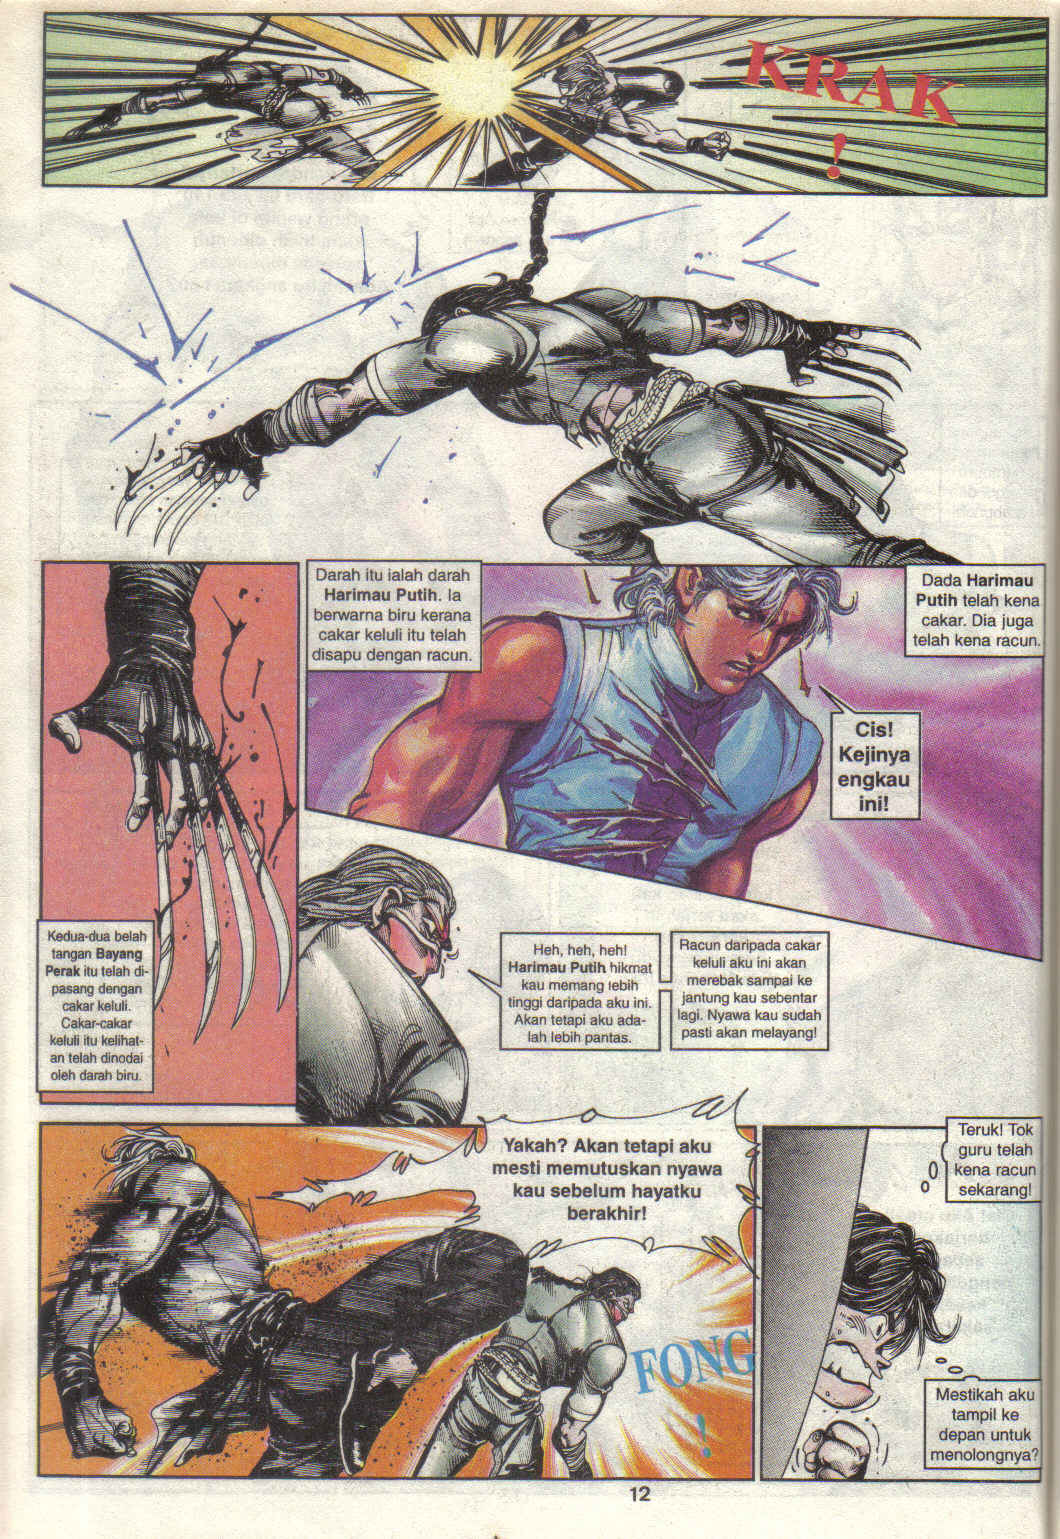 KRAK
!
Darah itu ialah darah
Harimau Putih. Ia
berwarna biru kerana
cakar keluli itu telah
disapu dengan racun.
Dada Harimau
Putih telah kena
cakar. Dia juga
telah kena racun.
Cis!
Kejinya
engkau
ini!
Kedua-dua belah
tangan Bayang
Perak itu telah di-
pasang dengan
cakar keluli.
Cakar-cakar
keluli itu kelihat-
an telah dinodai
oleh darah biru.
Heh, heh, heh!
Harimau Putih hikmat
kau memang lebih
tinggi daripada aku ini.
Akan tetapi aku ada-
lah lebih pantas.
Racun daripada cakar
keluli aku ini akan
merebak sampai ke
jantung kau sebentar
lagi. Nyawa kau sudah
pasti akan melayang!
Yakah? Akan tetapi aku
mesti memutuskan nyawa
kau sebelum hayatku
berakhir!
FONG
!
Teruk! Tok
guru telah
kena racun
sekarang!
Mestikah aku
tampil ke
depan untuk
menolongnya?
12